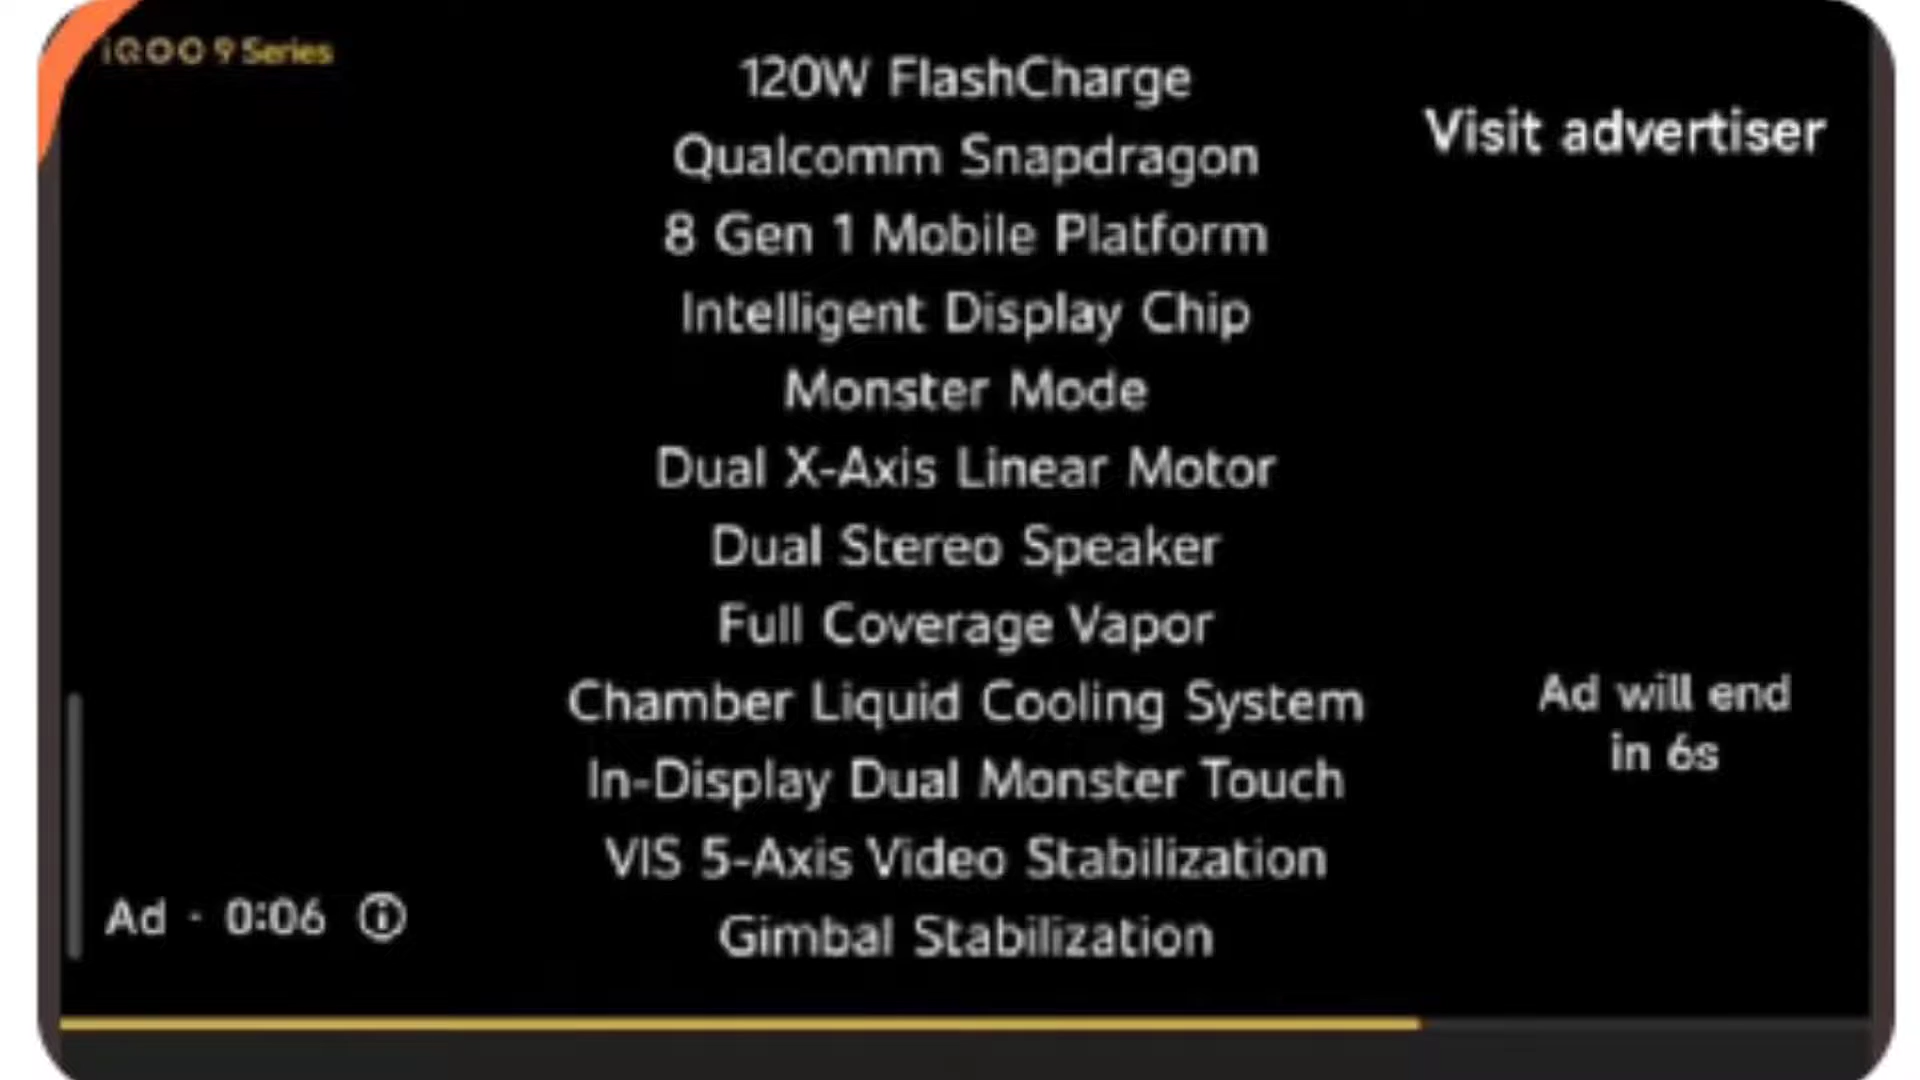 iQOO 9 Series
120W FlashCharge
Visit advertiser
Qualcomm Snapdragon
8 Gen 1 Mobile Platform
Intelligent Display Chip
Monster Mode
Dual X-Axis Linear Motor
Dual Stereo Speaker
Full Coverage Vapor
Chamber Liquid Cooling System
In-Display Dual Monster Touch
VIS 5-Axis Video Stabilization
Gimbal Stabilization
Ad will end
in 6s
Ad · 0:06